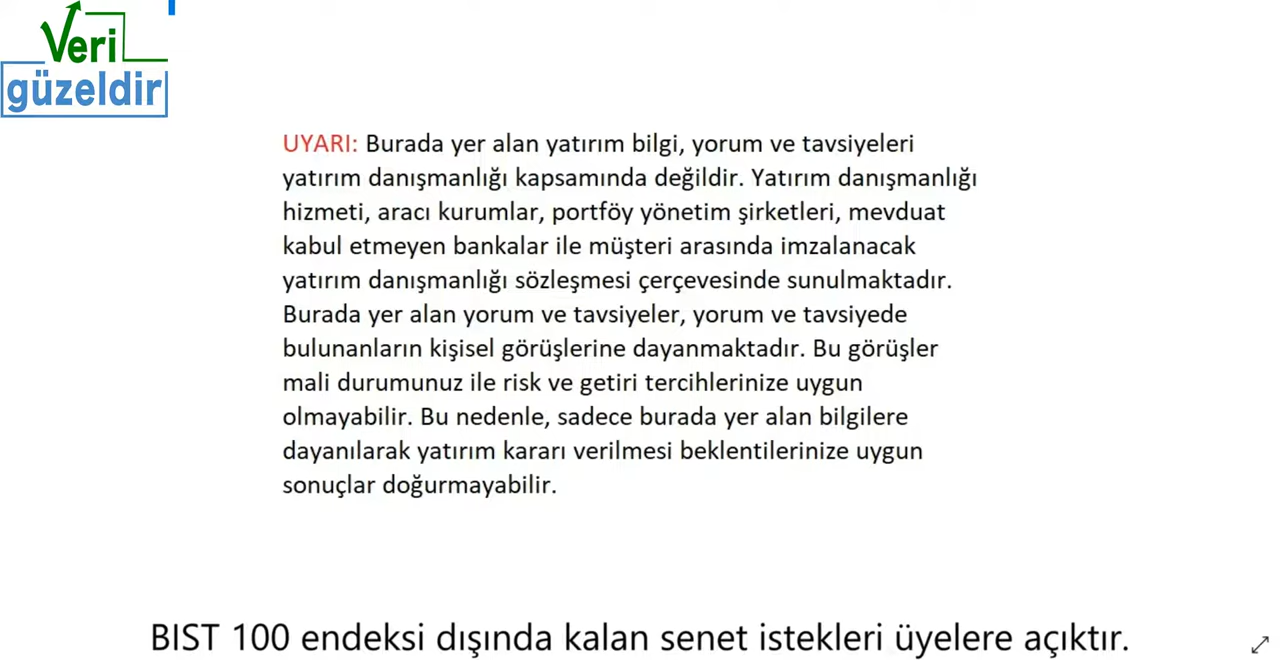 Veri
güzeldir
UYARI: Burada yer alan yatırım bilgi, yorum ve tavsiyeleri
yatırım danışmanlığı kapsamında değildir. Yatırım danışmanlığı
hizmeti, aracı kurumlar, portföy yönetim şirketleri, mevduat
kabul etmeyen bankalar ile müşteri arasında imzalanacak
yatırım danışmanlığı sözleşmesi çerçevesinde sunulmaktadır.
Burada yer alan yorum ve tavsiyeler, yorum ve tavsiyede
bulunanların kişisel görüşlerine dayanmaktadır. Bu görüşler
mali durumunuz ile risk ve getiri tercihlerinize uygun
olmayabilir. Bu nedenle, sadece burada yer alan bilgilere
dayanılarak yatırım kararı verilmesi beklentilerinize uygun
sonuçlar doğurmayabilir.
BIST 100 endeksi dışında kalan senet istekleri üyelere açıktır.